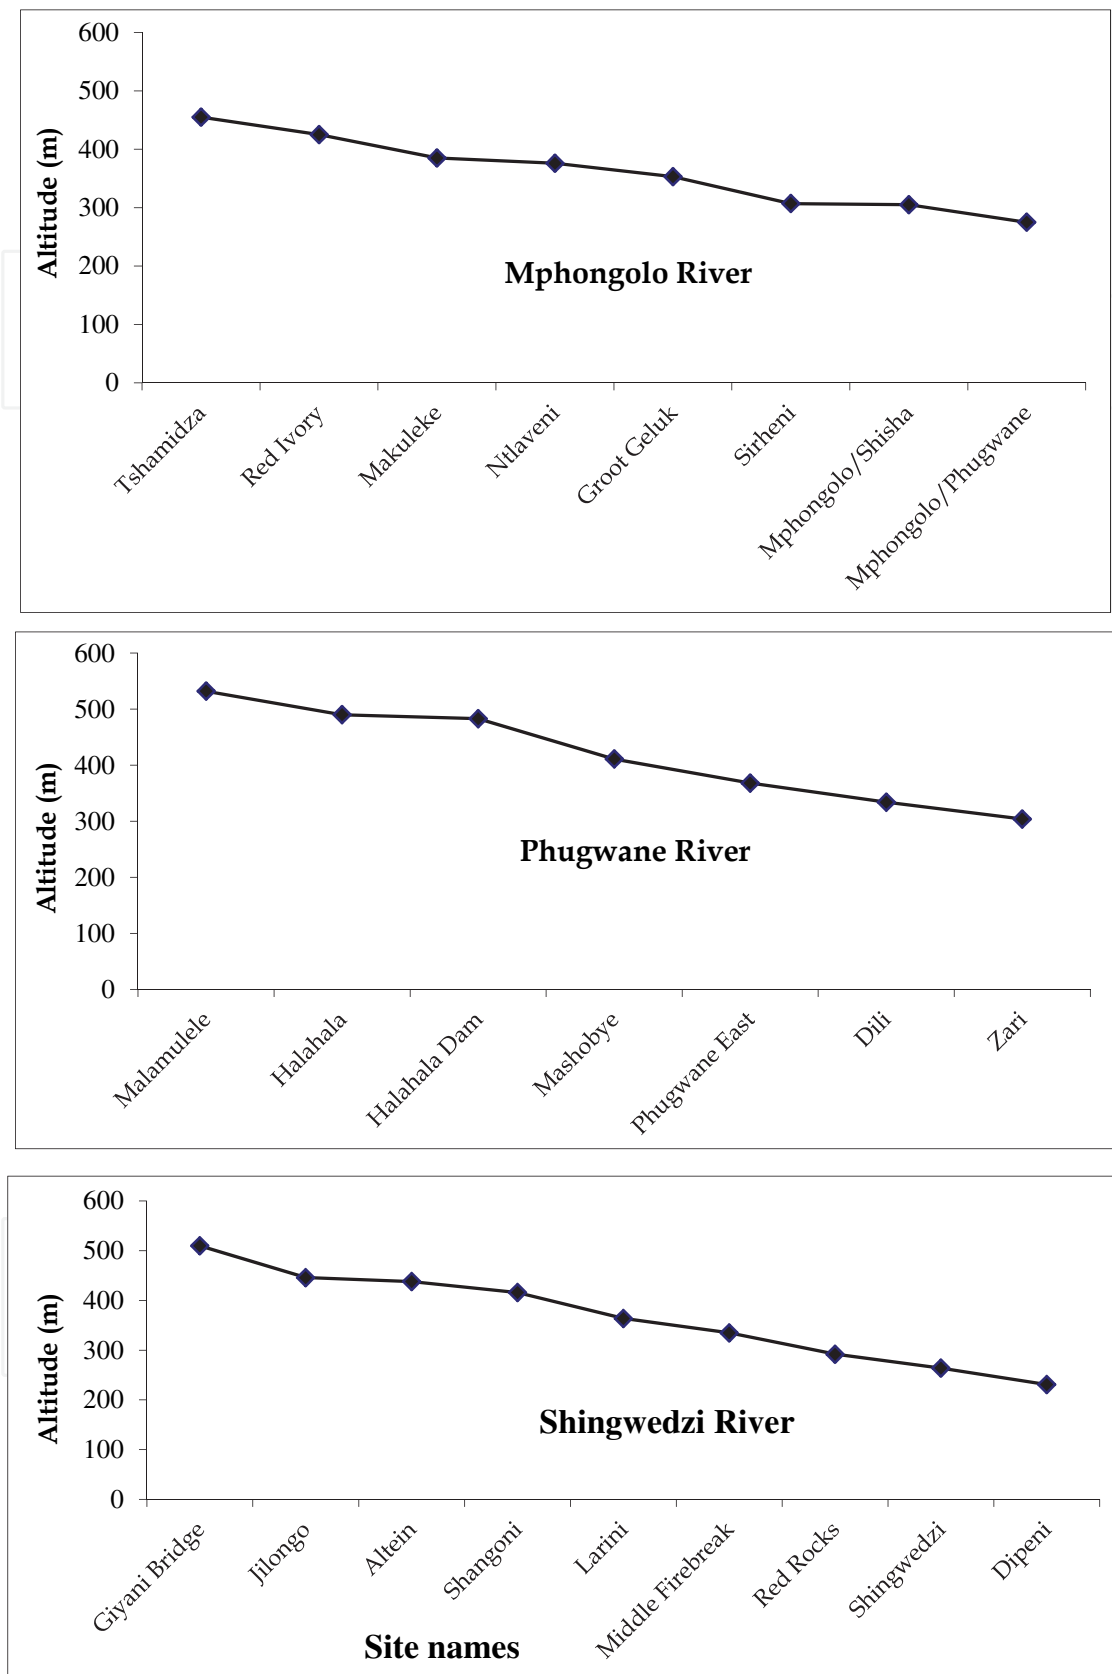 600
500
400
300
200
100
0
Altitude (m)
Mphongolo River
Tshamidza
Red Ivory
Makuleke
Ntlaveni
Groot Geluk
Sirheni
Mphongolo/Shisha
Mphongolo/Phugwane
600
500
400
300
200
100
0
Altitude (m)
Phugwane River
Malamulele
Halahala
Halahala Dam
Mashobye
Phugwane East
Dili
Zari
600
500
400
300
200
100
0
Altitude (m)
Shingwedzi River
Giyani Bridge
Jilongo
Altein
Shangoni
Larini
Middle Firebreak
Red Rocks
Shingwedzi
Dipeni
Site names